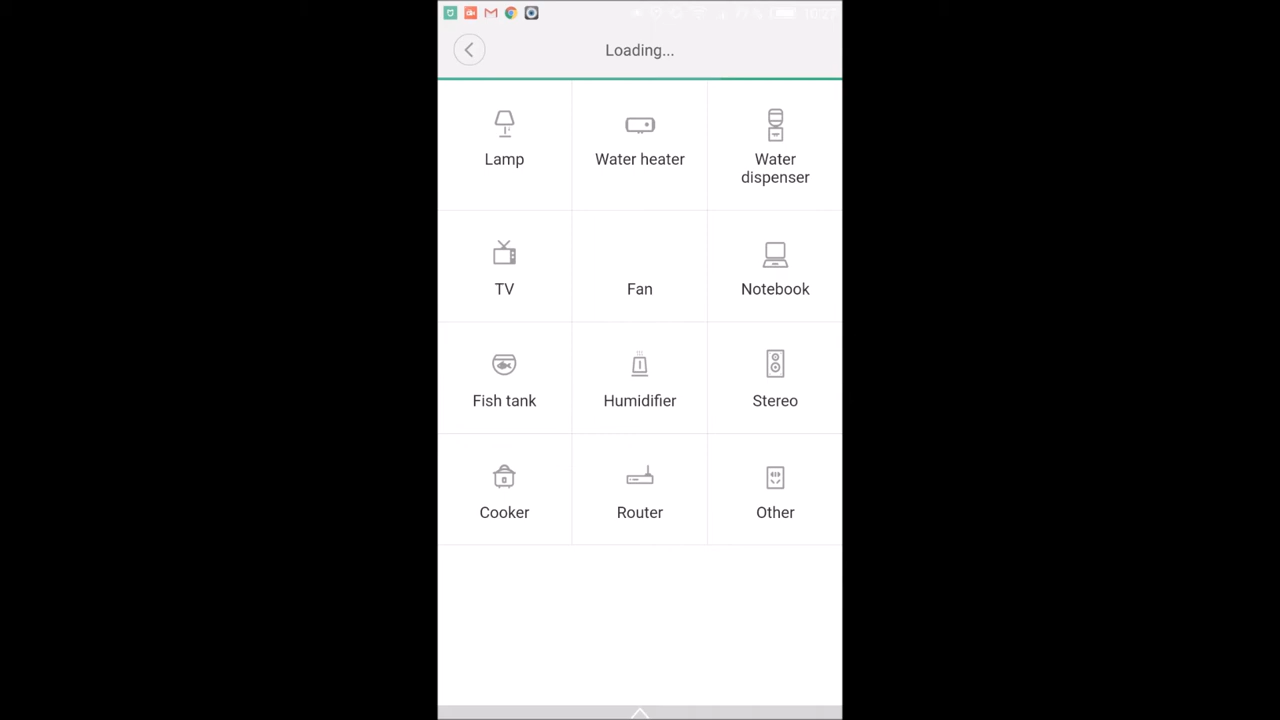 Loading...
Lamp
Water heater
Water
dispenser
TV
Fan
Notebook
Fish tank
Humidifier
Stereo
Cooker
Router
Other